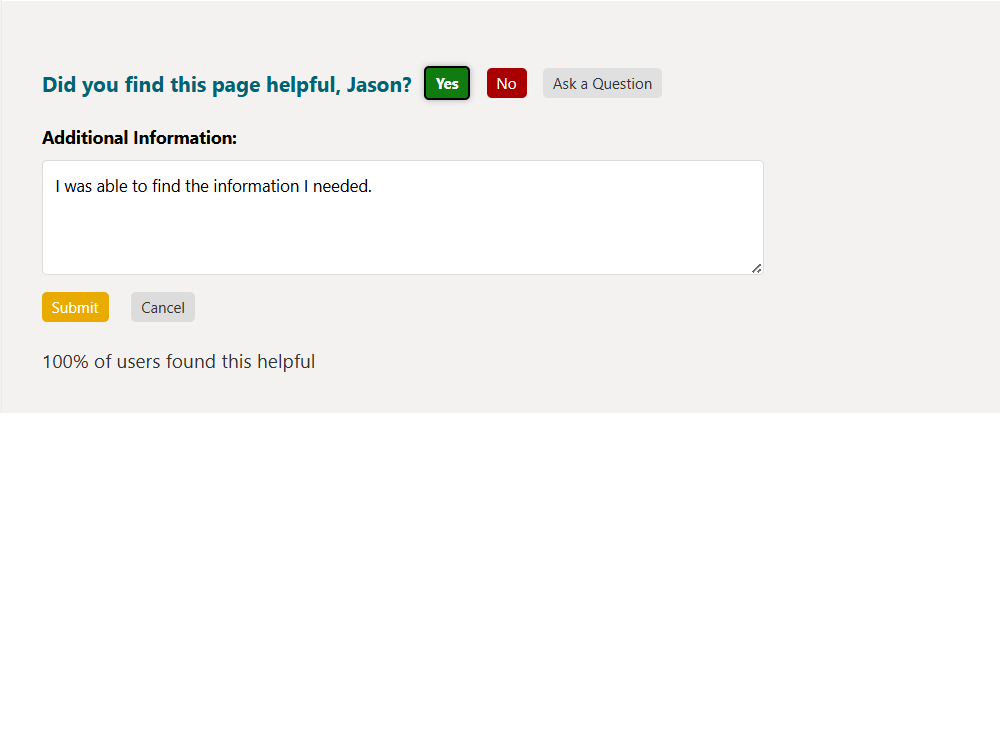 Did you find this page helpful, Jason? Yes No Ask a Question
Additional Information:
I was able to find the information I needed.
Submit Cancel
100% of users found this helpful